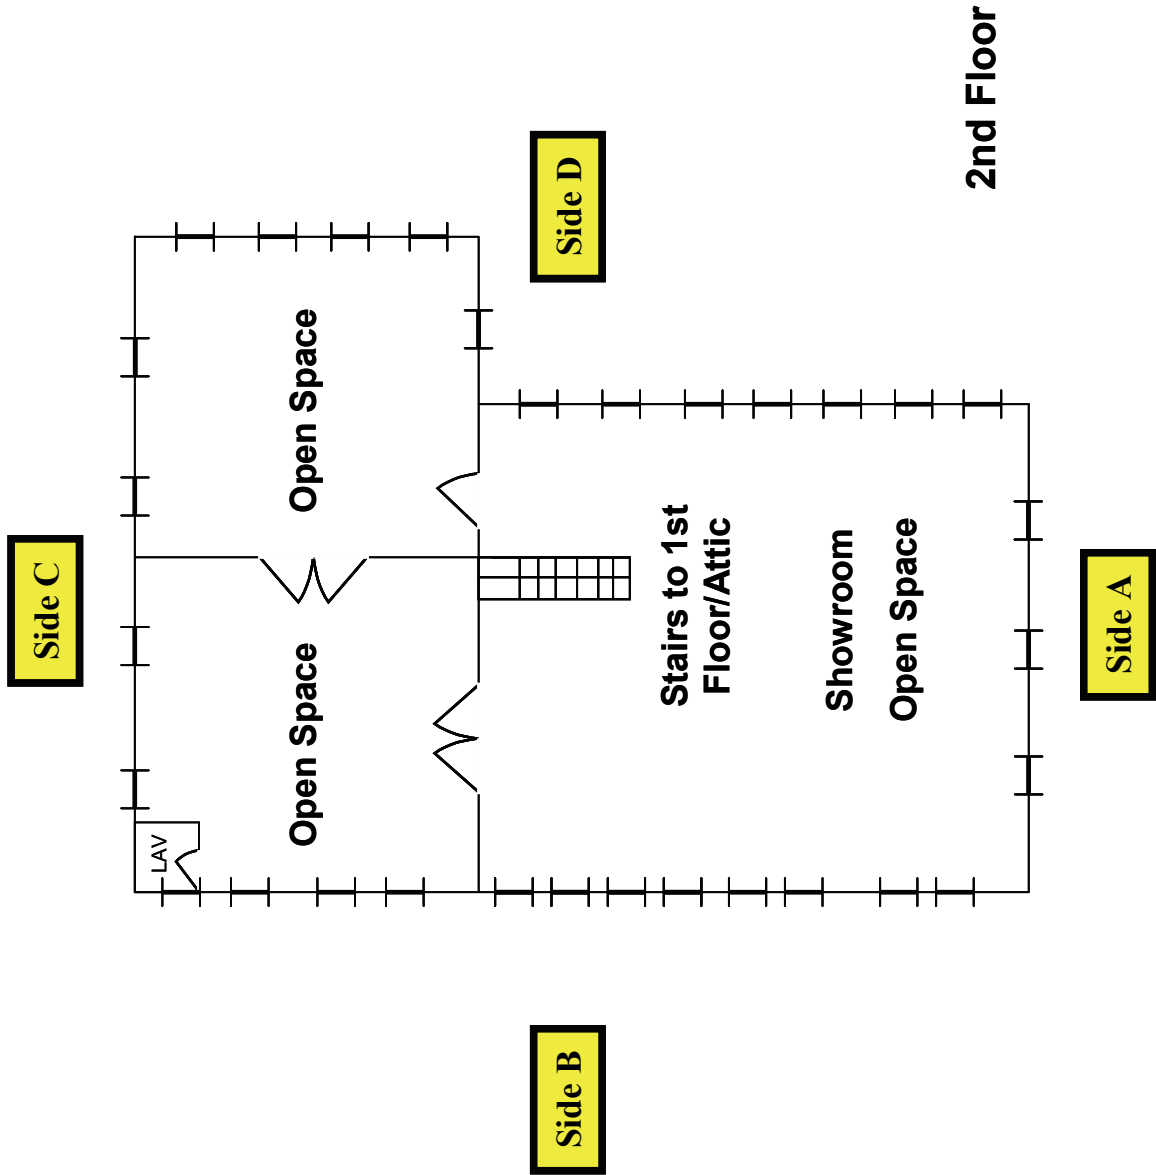 Side C
Side D
2nd Floor
LAV
Open Space
Open Space
Stairs to 1st
Floor/Attic
Showroom
Open Space
Side A
Side B